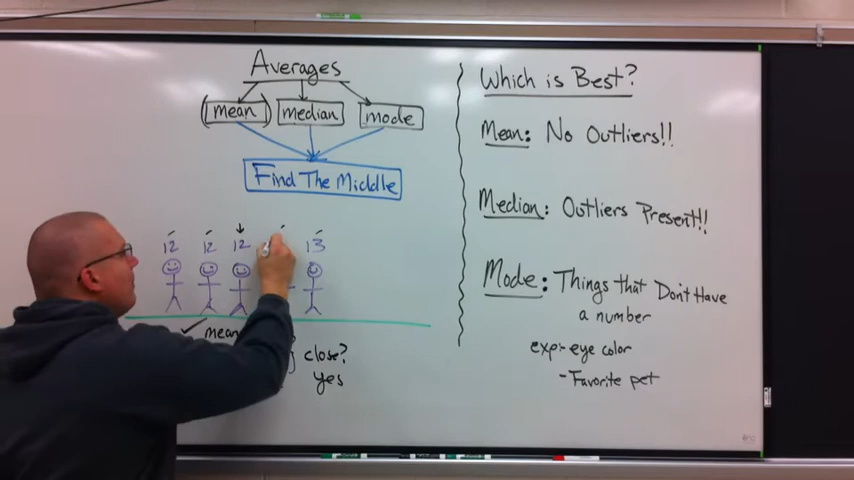 Averages
(mean) median mode
Find The Middle
12 12 12 13
mean
close?
yes
Which is Best?
Mean: No Outliers!!
Median: Outliers Present!!
Mode: Things that Don't Have
a number
exp:- eye color
- Favorite pet